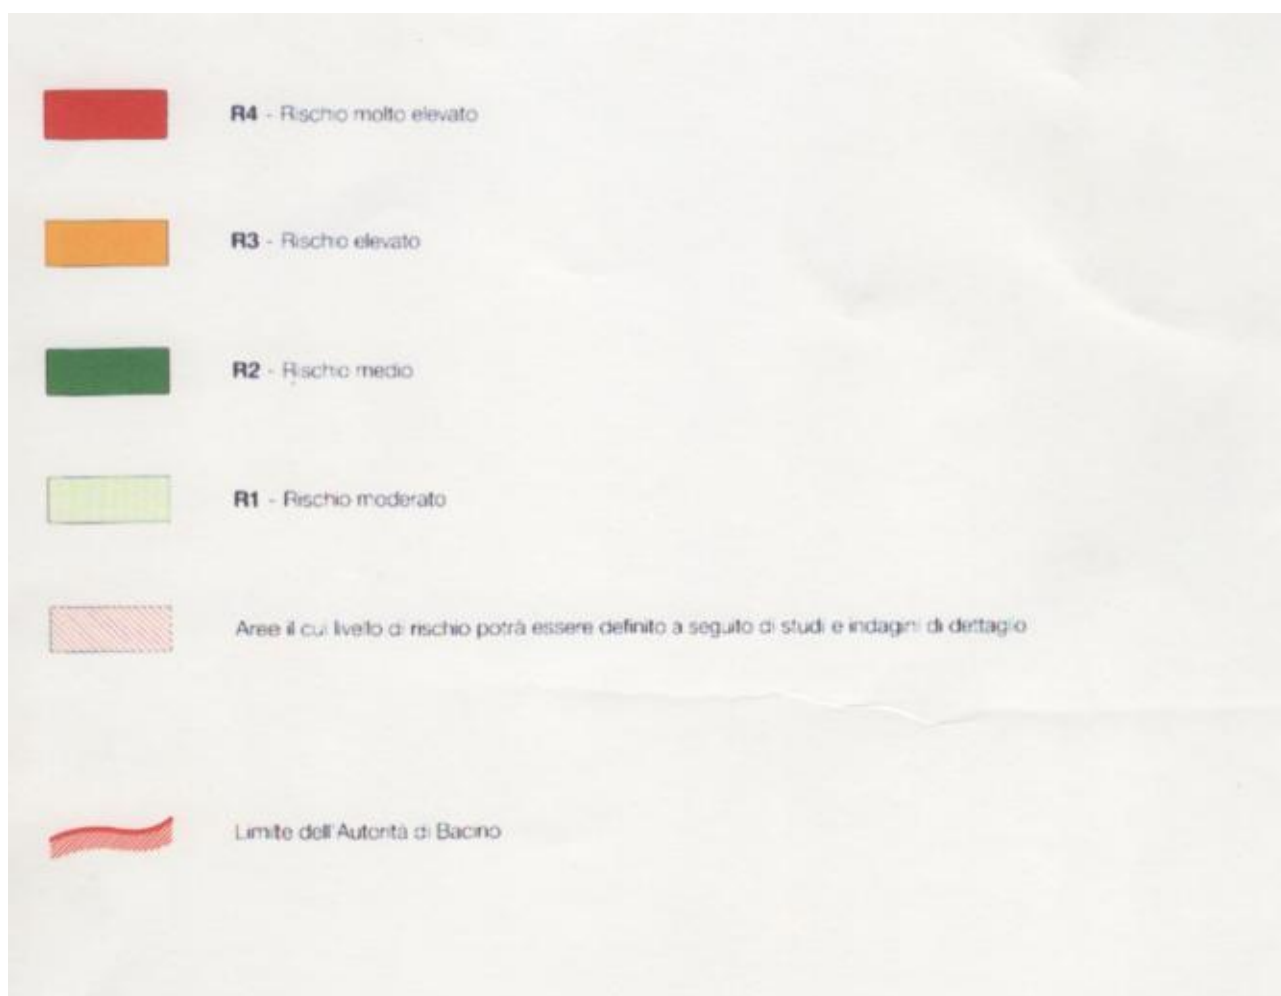 R4 - Rischio molto elevato
R3 - Rischio elevato
R2 - Rischio medio
R1 - Rischio moderato
Aree il cui livello di rischio potrà essere definito a seguito di studi e indagini di dettaglio
Limite dell'Autorità di Bacino